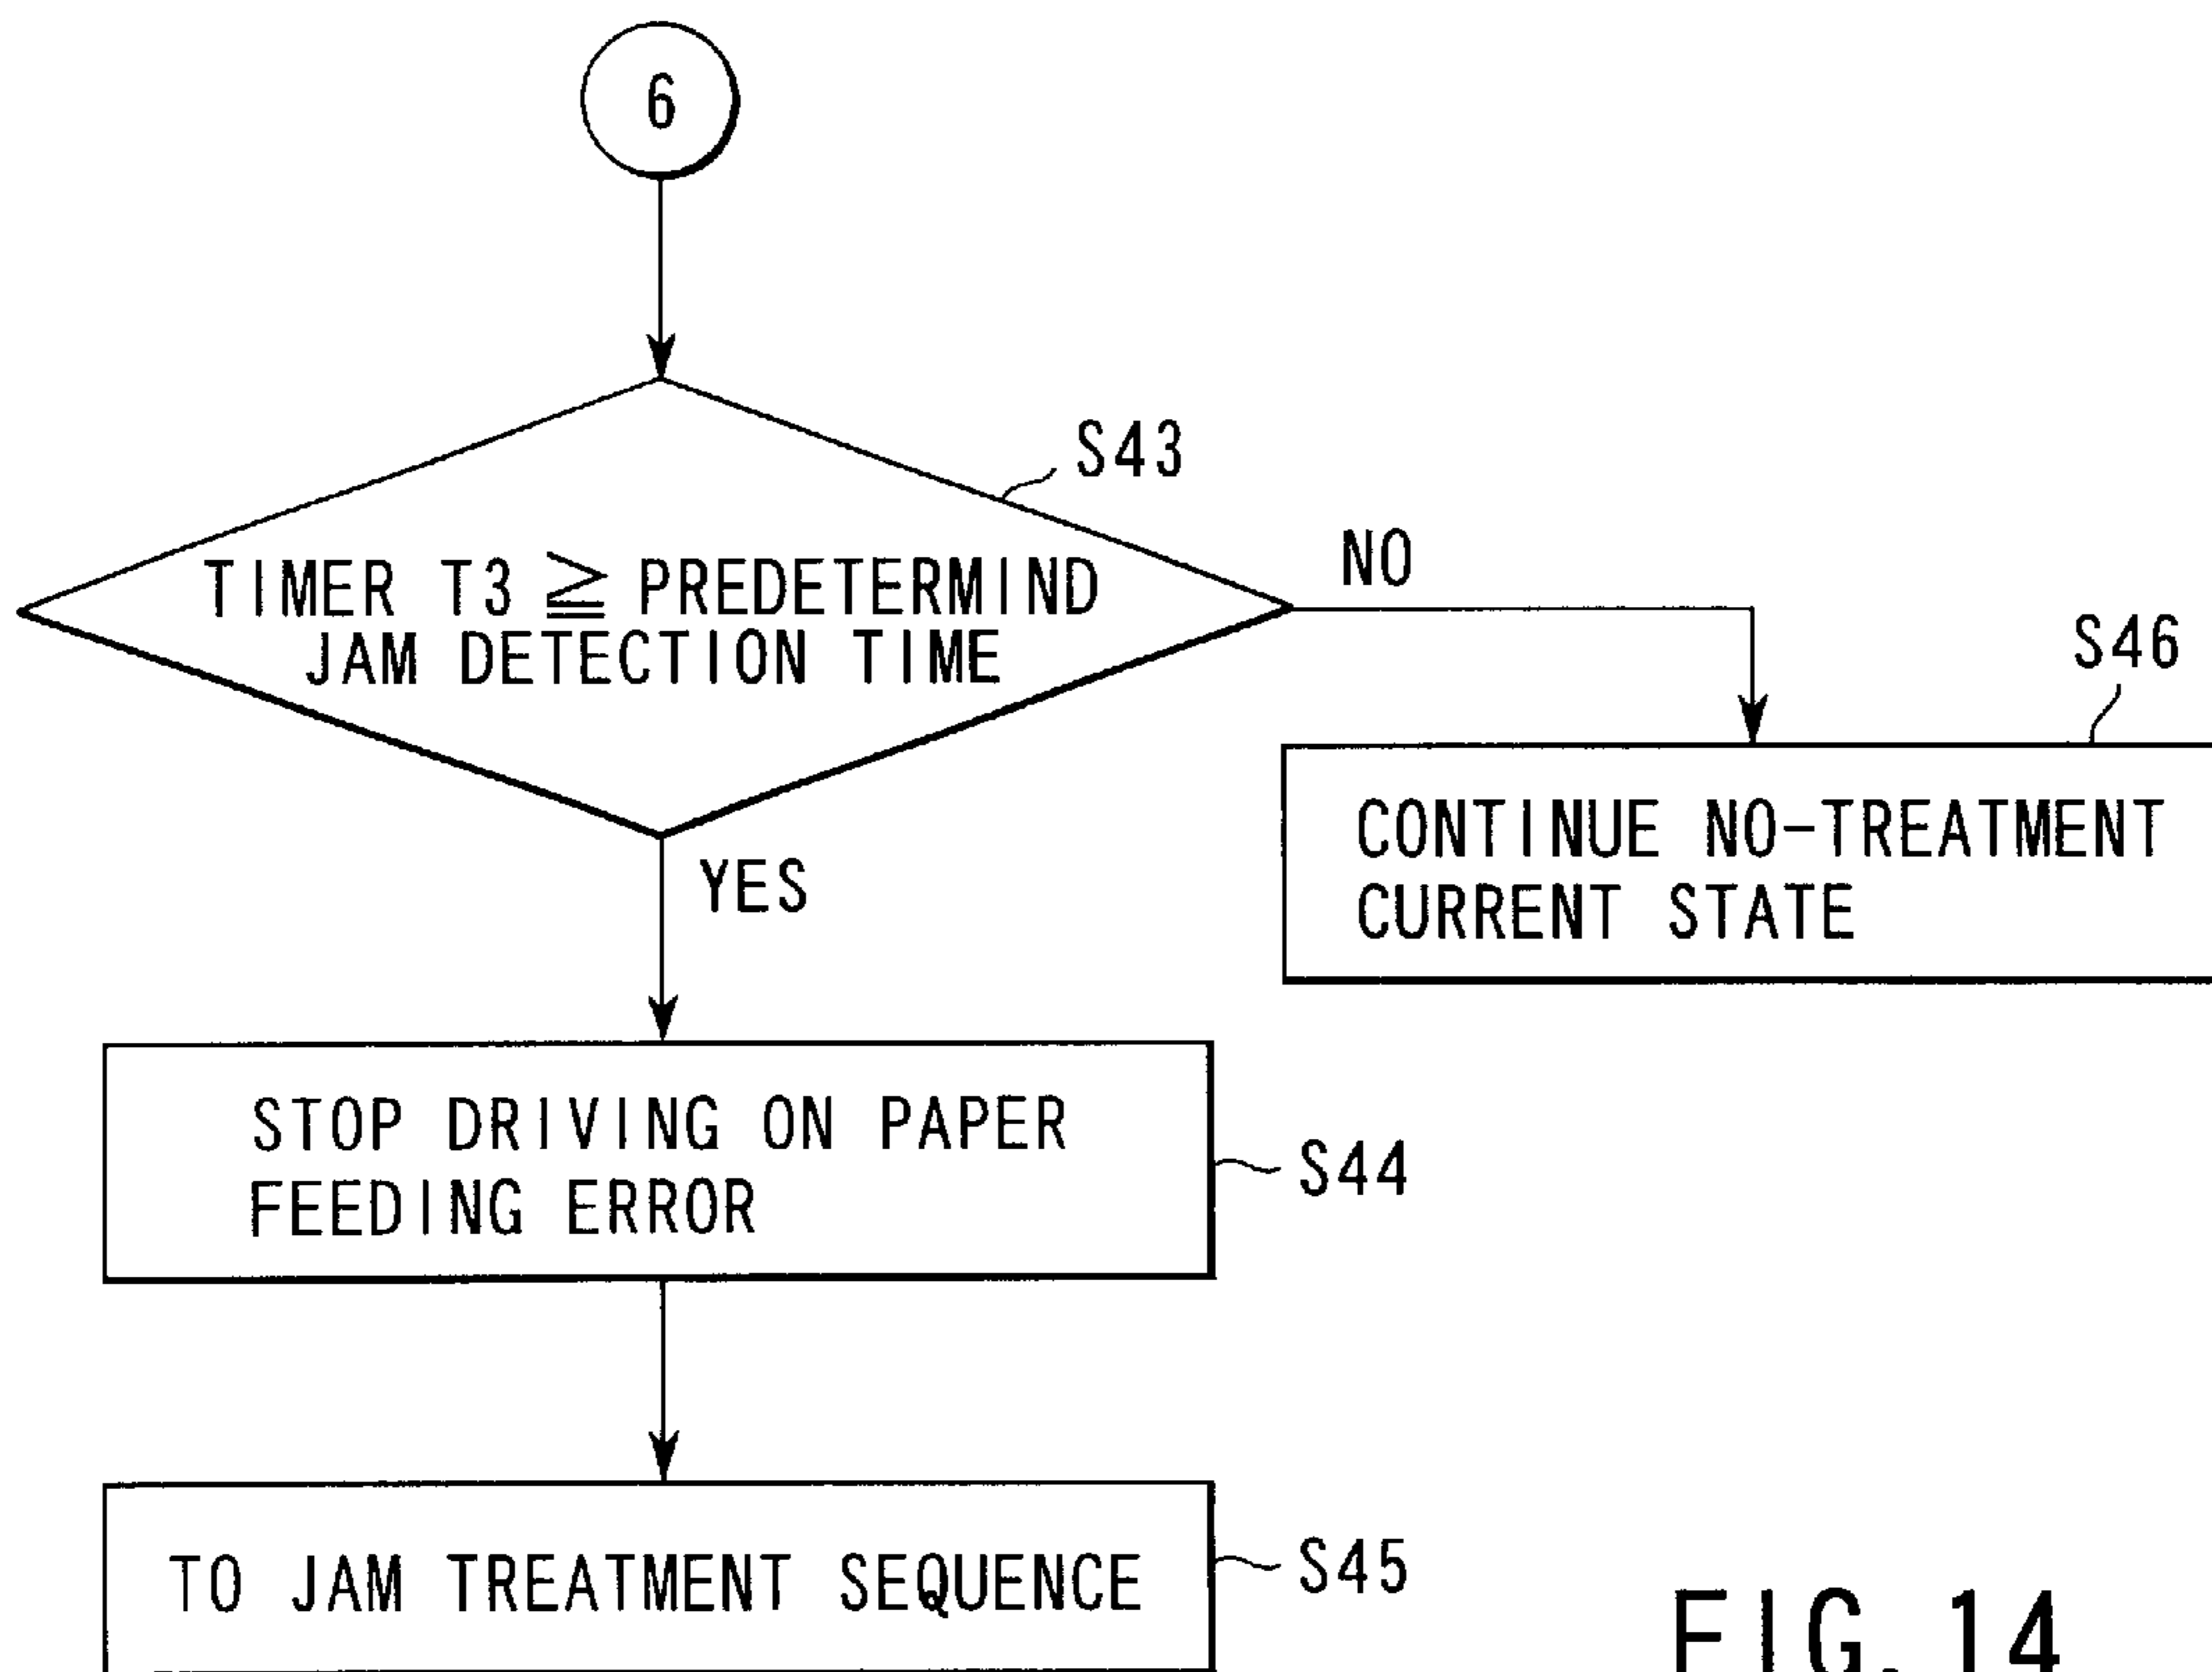 6
S43
TIMER T3 ≧ PREDETERMIND
JAM DETECTION TIME
NO
S46
CONTINUE NO-TREATMENT
CURRENT STATE
YES
STOP DRIVING ON PAPER
FEEDING ERROR
S44
TO JAM TREATMENT SEQUENCE
S45
FIG. 14